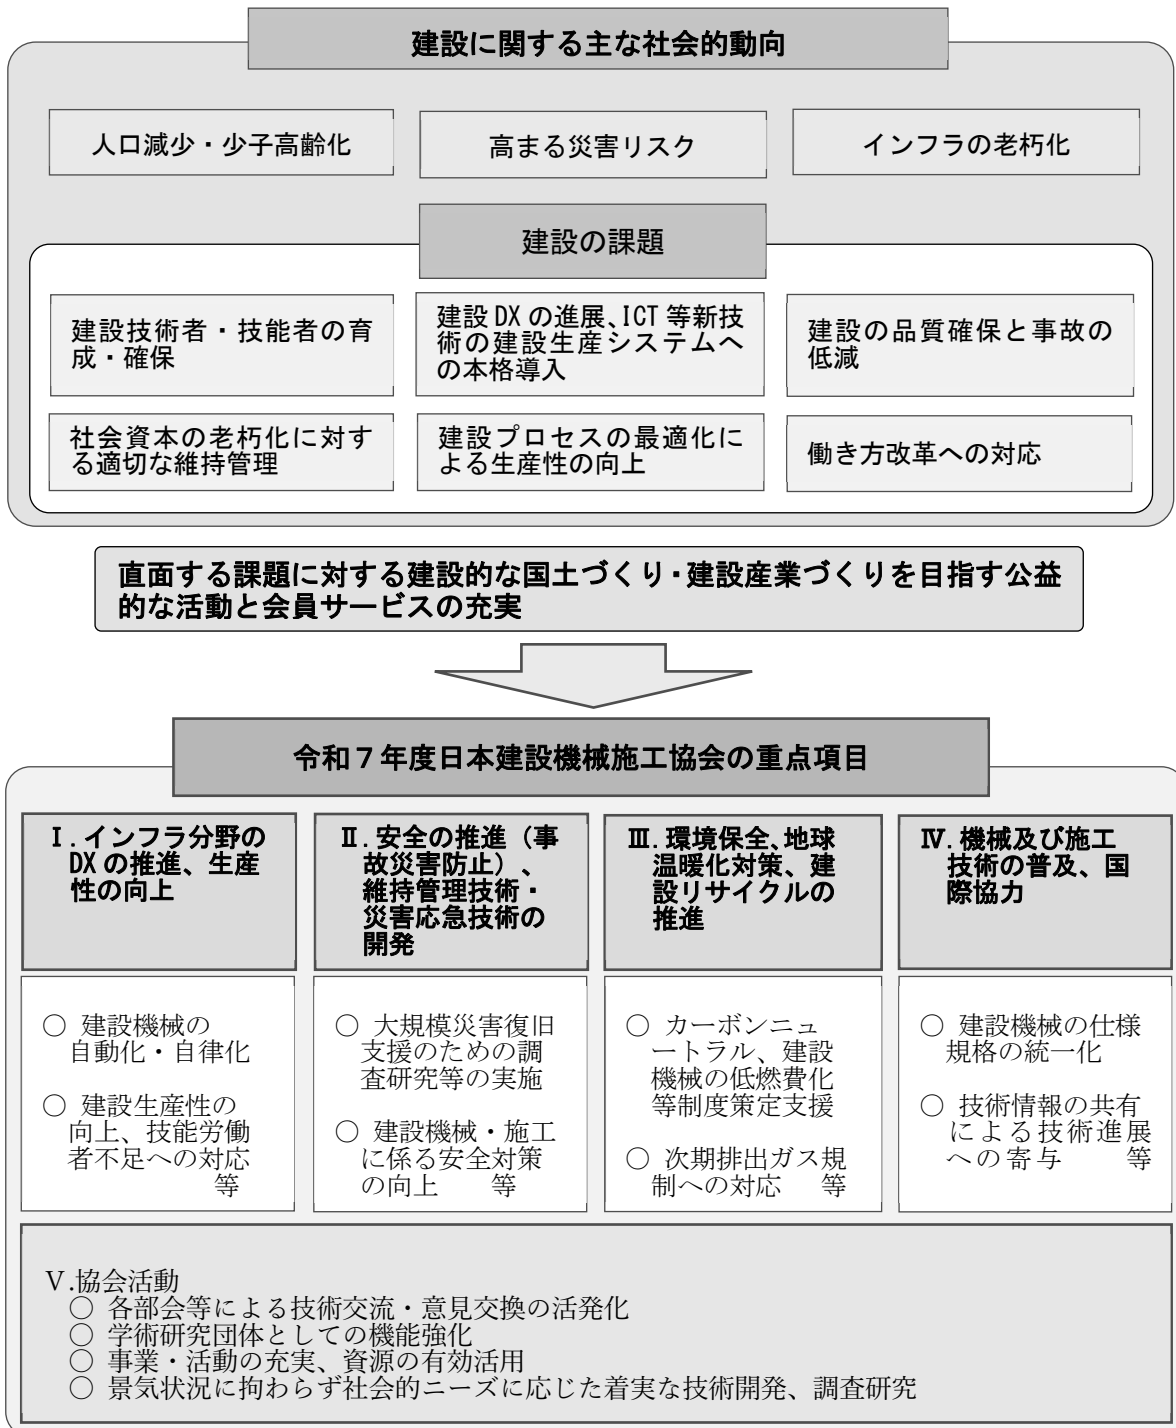 建設に関する主な社会的動向
人口減少・少子高齢化
高まる災害リスク
インフラの老朽化
建設の課題
建設技術者・技能者の育
成・確保
建設 DX の進展、ICT 等新技
術の建設生産システムへ
の本格導入
建設の品質確保と事故の
低減
社会資本の老朽化に対す
る適切な維持管理
建設プロセスの最適化に
よる生産性の向上
働き方改革への対応
直面する課題に対する建設的な国土づくり・建設産業づくりを目指す公益
的な活動と会員サービスの充実
令和７年度日本建設機械施工協会の重点項目
Ⅰ.インフラ分野の
DX の推進、生産
性の向上
Ⅱ.安全の推進（事
故災害防止）、
維持管理技術・
災害応急技術の
開発
Ⅲ.環境保全、地球
温暖化対策、建
設リサイクルの
推進
Ⅳ.機械及び施工
技術の普及、国
際協力
○ 建設機械の
自動化・自律化
○ 建設生産性の
向上、技能労働
者不足への対応
等
○ 大規模災害復旧
支援のための調
査研究等の実施
○ 建設機械・施工
に係る安全対策
の向上　　等
○ カーボンニュ
ートラル、建設
機械の低燃費化
等制度策定支援
○ 次期排出ガス規
制への対応　等
○ 建設機械の仕様
規格の統一化
○ 技術情報の共有
による技術進展
への寄与　　等
Ⅴ.協会活動
○ 各部会等による技術交流・意見交換の活発化
○ 学術研究団体としての機能強化
○ 事業・活動の充実、資源の有効活用
○ 景気状況に拘わらず社会的ニーズに応じた着実な技術開発、調査研究